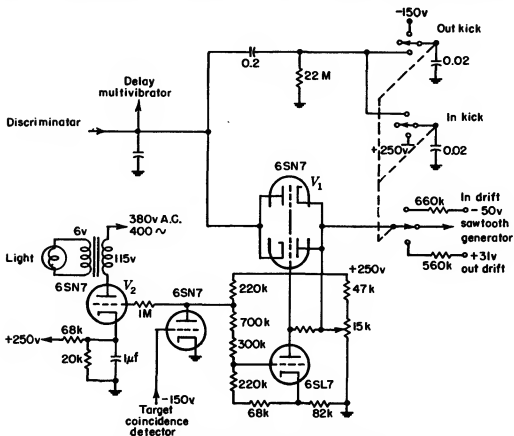 -150v
Out kick
0.2
22 M
0.02
Delay
multivibrator
Discriminator
In kick
+250v
0.02
6SN7
V1
660k
In drift
- 50v
sawtooth
generator
+31v
out drift
560k
6v
380v A.C.
400 ~
Light
115v
6SN7
V2
6SN7
1M
+250v
68k
20k
1μf
-150v
Target
coincidence
detector
220k
700k
300k
220k
+250v
47k
15k
6SL7
68k
82k